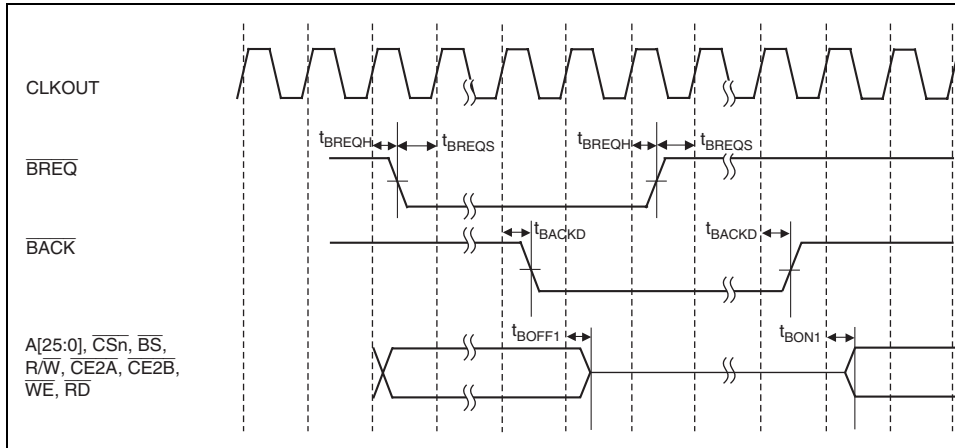 CLKOUT
tBREQH tBREQS tBREQH tBREQS
BREQ
tBACKD tBACKD
BACK
tBOFF1 tBON1
A[25:0], CSn, BS,
R/W, CE2A, CE2B,
WE, RD